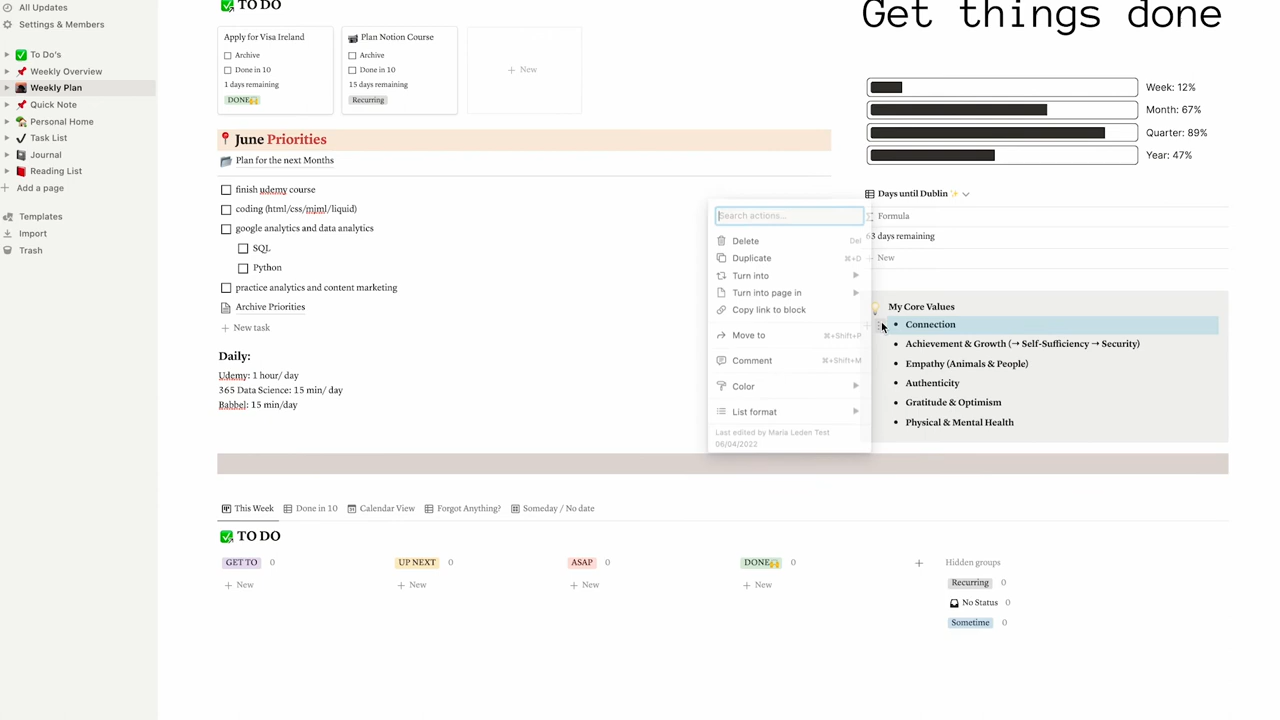 All Updates
Settings & Members
To Do's
Weekly Overview
Weekly Plan
Quick Note
Personal Home
Task List
Journal
Reading List
Add a page
Templates
Import
Trash
TO DO
Apply for Visa Ireland
Archive
Done in 10
1 days remaining
DONE🙌
Plan Notion Course
Archive
Done in 10
15 days remaining
Recurring
New
June Priorities
Plan for the next Months
finish udemy course
coding (html/css/mjml/liquid)
google analytics and data analytics
SQL
Python
practice analytics and content marketing
Archive Priorities
New task
Daily:
Udemy: 1 hour/ day
365 Data Science: 15 min/ day
Babbel: 15 min/day
Search actions...
Delete Del
Duplicate ⌘+D
Turn into
Turn into page in
Copy link to block
Move to ⌘+Shift+P
Comment ⌘+Shift+M
Color
List format
Last edited by Maria Leden Test
06/04/2022
Get things done
Week: 12%
Month: 67%
Quarter: 89%
Year: 47%
Days until Dublin ✨
Formula
63 days remaining
New
My Core Values
Connection
Achievement & Growth (→ Self-Sufficiency → Security)
Empathy (Animals & People)
Authenticity
Gratitude & Optimism
Physical & Mental Health
This Week Done in 10 Calendar View Forgot Anything? Someday / No date
TO DO
GET TO 0 UP NEXT 0 ASAP 0 DONE🙌 0 Hidden groups
New New New New
Recurring 0
No Status 0
Sometime 0